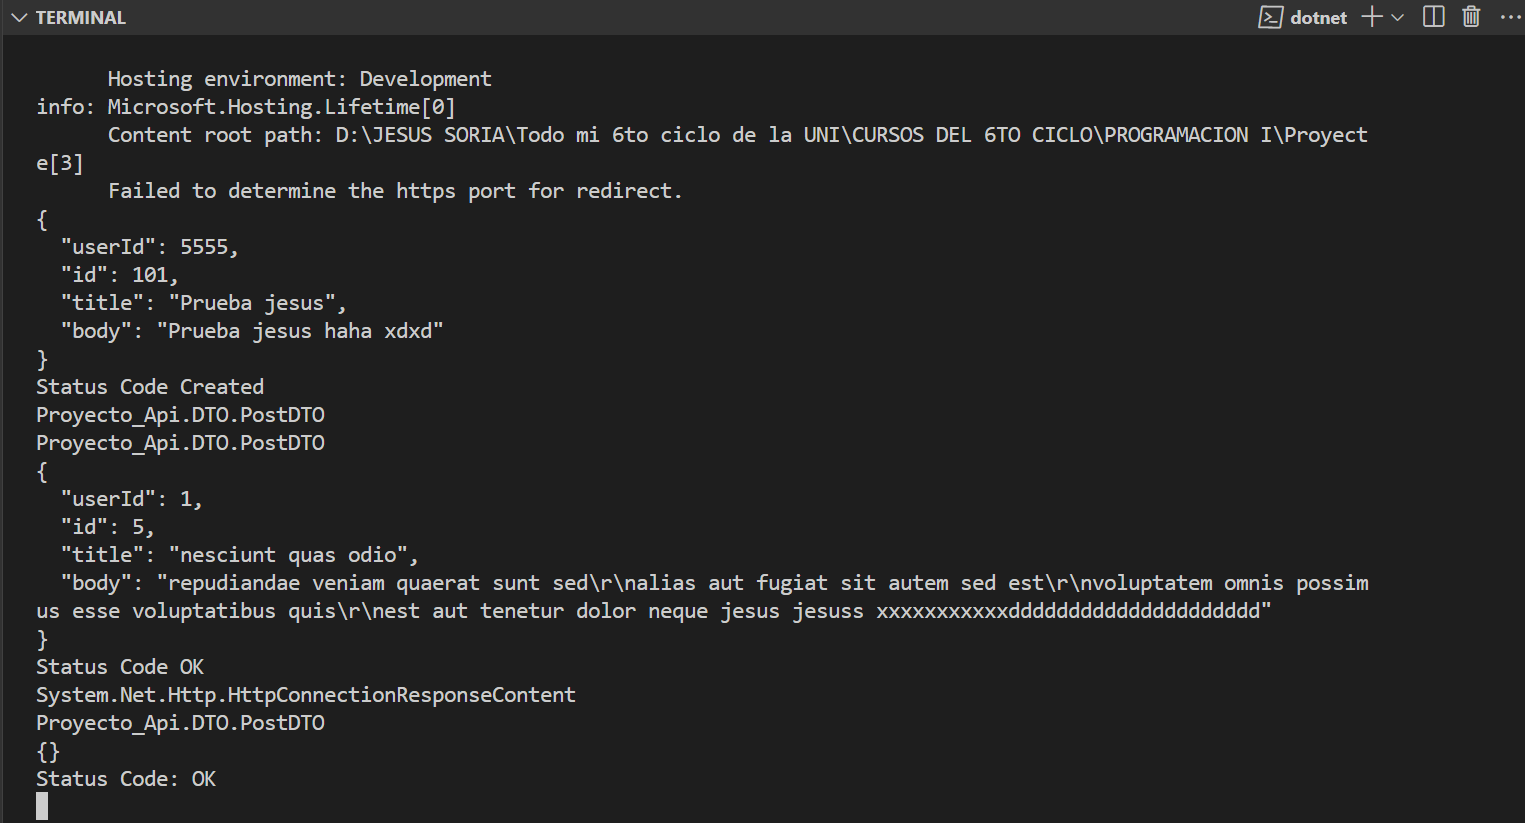 TERMINAL
dotnet
Hosting environment: Development
info: Microsoft.Hosting.Lifetime[0]
Content root path: D:\JESUS SORIA\Todo mi 6to ciclo de la UNI\CURSOS DEL 6TO CICLO\PROGRAMACION I\Proyect
e[3]
Failed to determine the https port for redirect.
{
  "userId": 5555,
  "id": 101,
  "title": "Prueba jesus",
  "body": "Prueba jesus haha xdxd"
}
Status Code Created
Proyecto_Api.DTO.PostDTO
Proyecto_Api.DTO.PostDTO
{
  "userId": 1,
  "id": 5,
  "title": "nesciunt quas odio",
  "body": "repudiandae veniam quaerat sunt sed\r\nalias aut fugiat sit autem sed est\r\nvoluptatem omnis possim
us esse voluptatibus quis\r\nest aut tenetur dolor neque jesus jesuss xxxxxxxxxxxddddddddddddddddddddd"
}
Status Code OK
System.Net.Http.HttpConnectionResponseContent
Proyecto_Api.DTO.PostDTO
{}
Status Code: OK